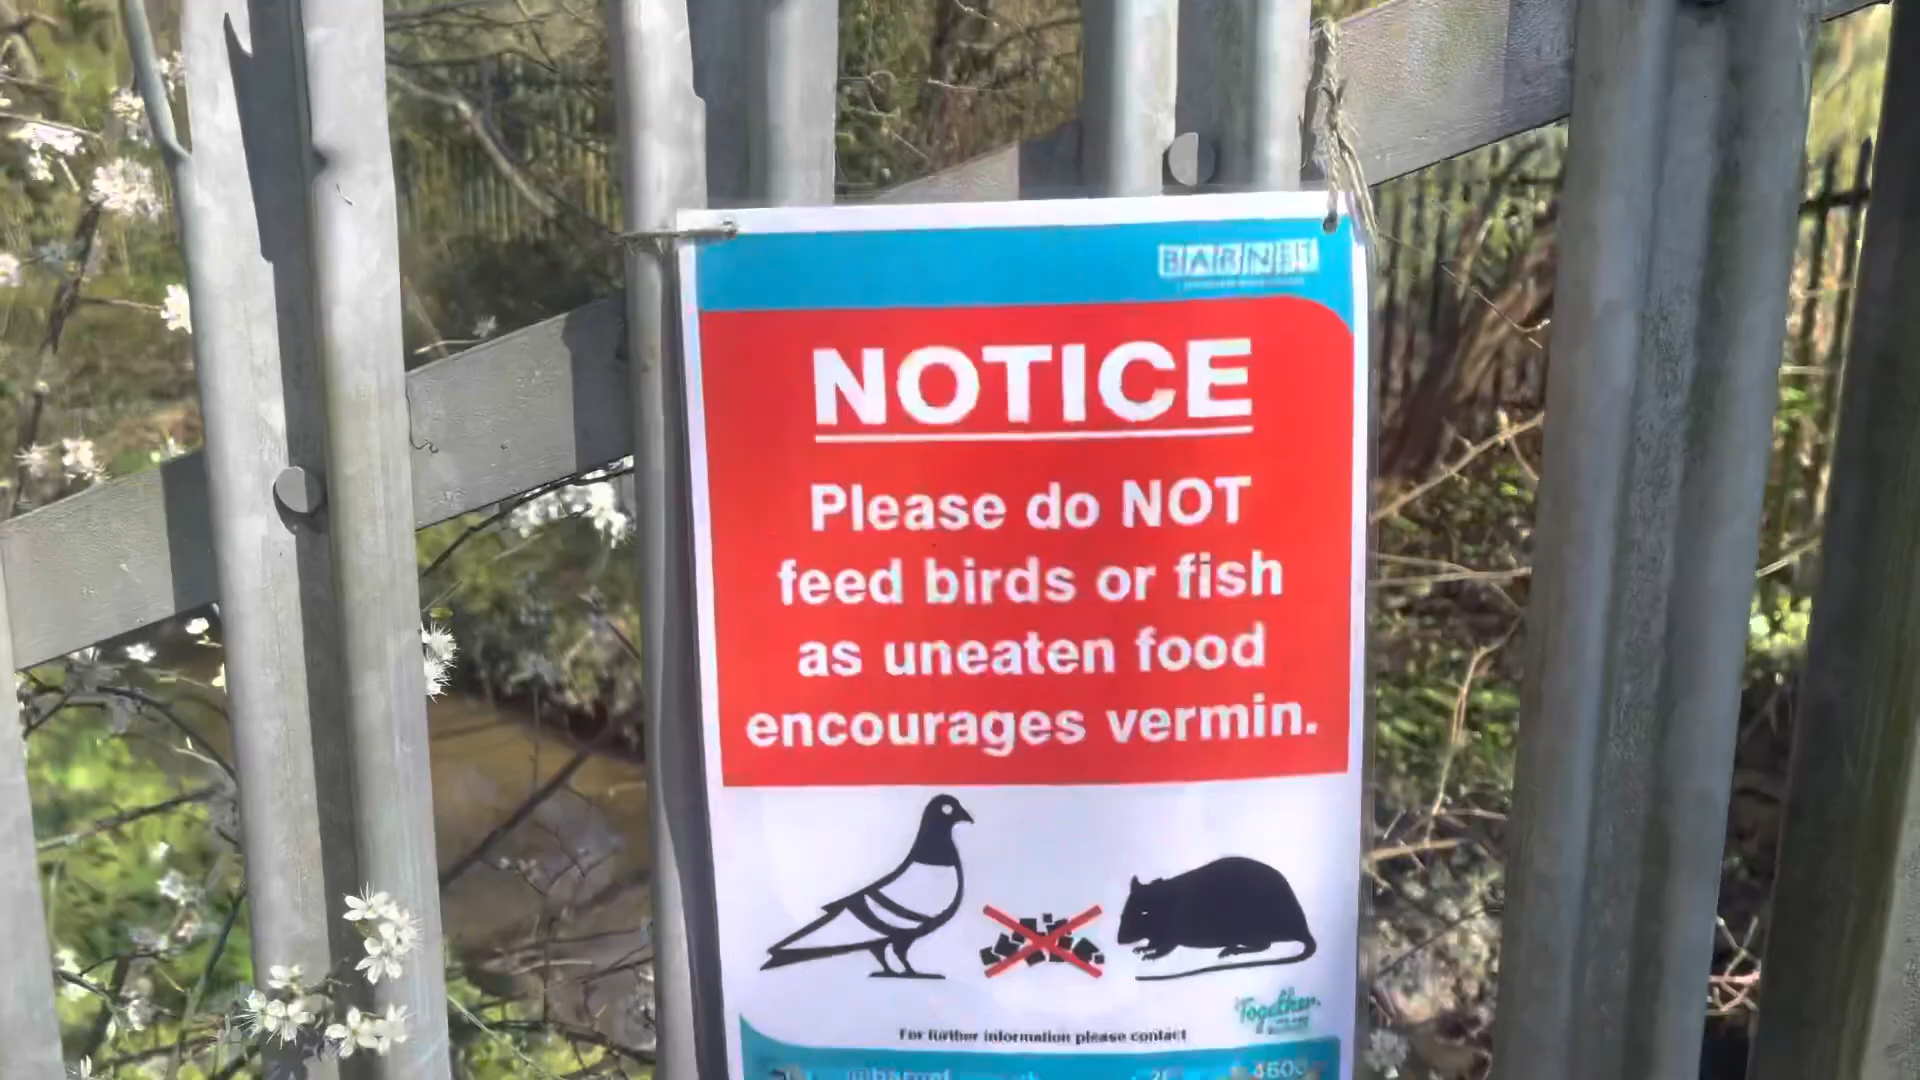 BARNET
NOTICE
Please do NOT
feed birds or fish
as uneaten food
encourages vermin.
Together.
For further information please contact